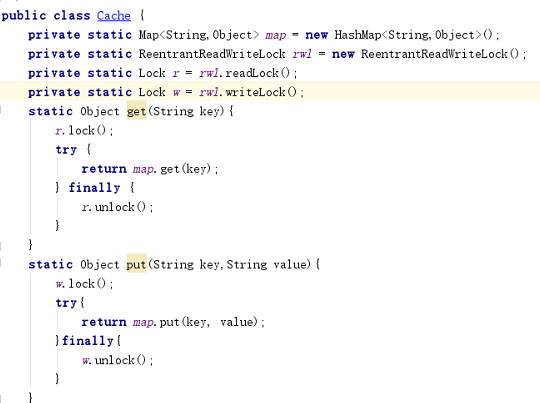 public class Cache {
    private static Map<String,Object> map = new HashMap<String,Object>();
    private static ReentrantReadWriteLock rwl = new ReentrantReadWriteLock();
    private static Lock r = rwl.readLock();
    private static Lock w = rwl.writeLock();
    static Object get(String key){
        r.lock();
        try {
            return map.get(key);
        } finally {
            r.unlock();
        }
    }
    static Object put(String key,String value){
        w.lock();
        try{
            return map.put(key, value);
        }finally{
            w.unlock();
        }
    }